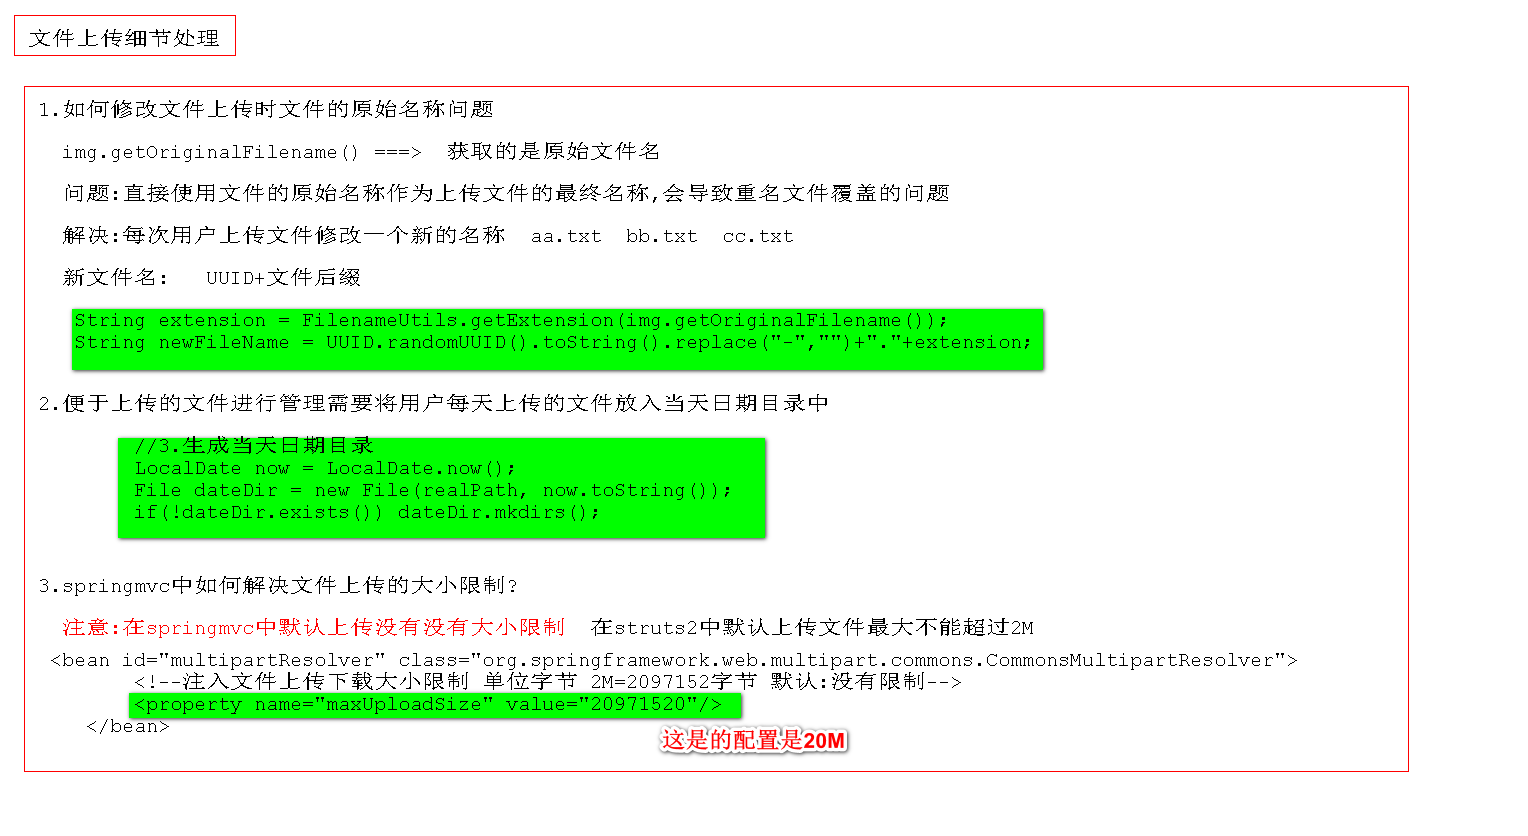 文件上传细节处理
1.如何修改文件上传时文件的原始名称问题
img.getOriginalFilename() ===> 获取的是原始文件名
问题:直接使用文件的原始名称作为上传文件的最终名称,会导致重名文件覆盖的问题
解决:每次用户上传文件修改一个新的名称 aa.txt bb.txt cc.txt
新文件名: UUID+文件后缀
String extension = FilenameUtils.getExtension(img.getOriginalFilename());
String newFileName = UUID.randomUUID().toString().replace("-","")+"."+extension;
2.便于上传的文件进行管理需要将用户每天上传的文件放入当天日期目录中
//3.生成当天日期目录
LocalDate now = LocalDate.now();
File dateDir = new File(realPath, now.toString());
if(!dateDir.exists()) dateDir.mkdirs();
3.springmvc中如何解决文件上传的大小限制?
注意:在springmvc中默认上传没有没有大小限制 在struts2中默认上传文件最大不能超过2M
<bean id="multipartResolver" class="org.springframework.web.multipart.commons.CommonsMultipartResolver">
<!--注入文件上传下载大小限制 单位字节 2M=2097152字节 默认:没有限制-->
<property name="maxUploadSize" value="20971520"/>
</bean>
这是的配置是20M